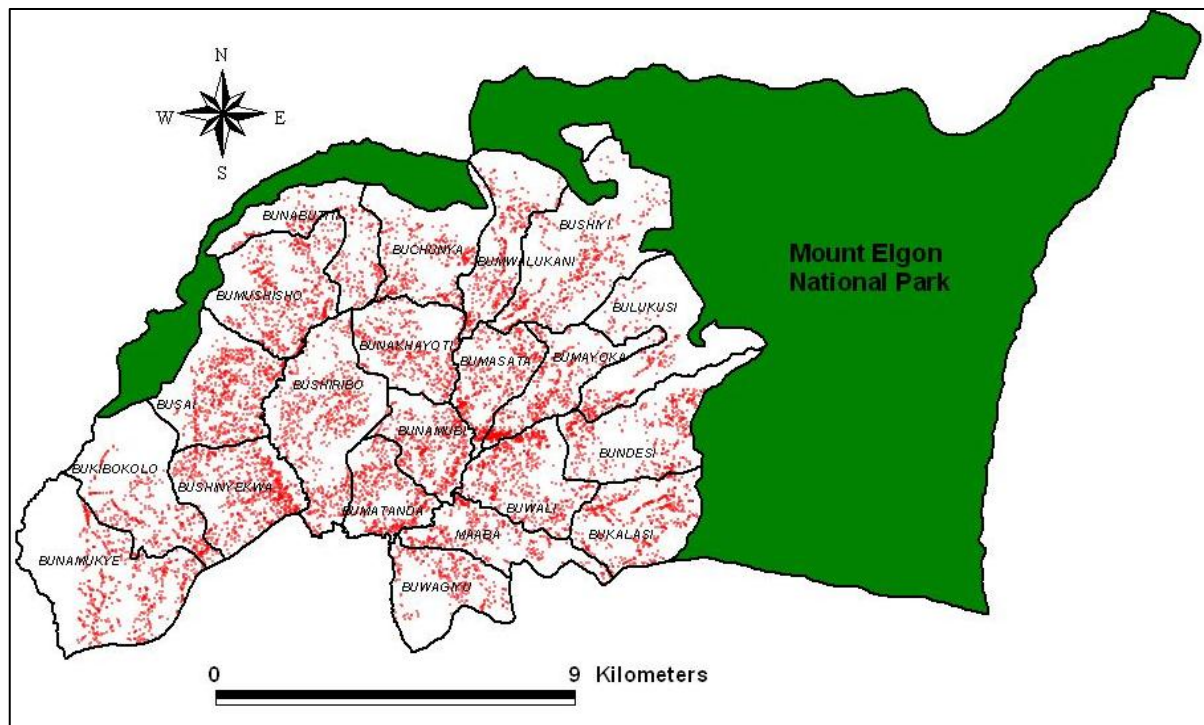 N
W E
S
BUNABUTITI
BUSHIYI
BUCHUNYA
BUMWALUKANI
Mount Elgon
National Park
BUMUSHISHO
BULUKUSI
BUNAKHAYOTI
BUMASATA
BUMAYOKA
BUSHIRIBO
BUSAI
BUNAMUBI
BUNDESI
BUKIBOKOLO
BUSHINYEKWA
BUWALI
BUMATANDA
MAABA
BUKALASI
BUNAMUKYE
BUWAGIYU
0 9 Kilometers